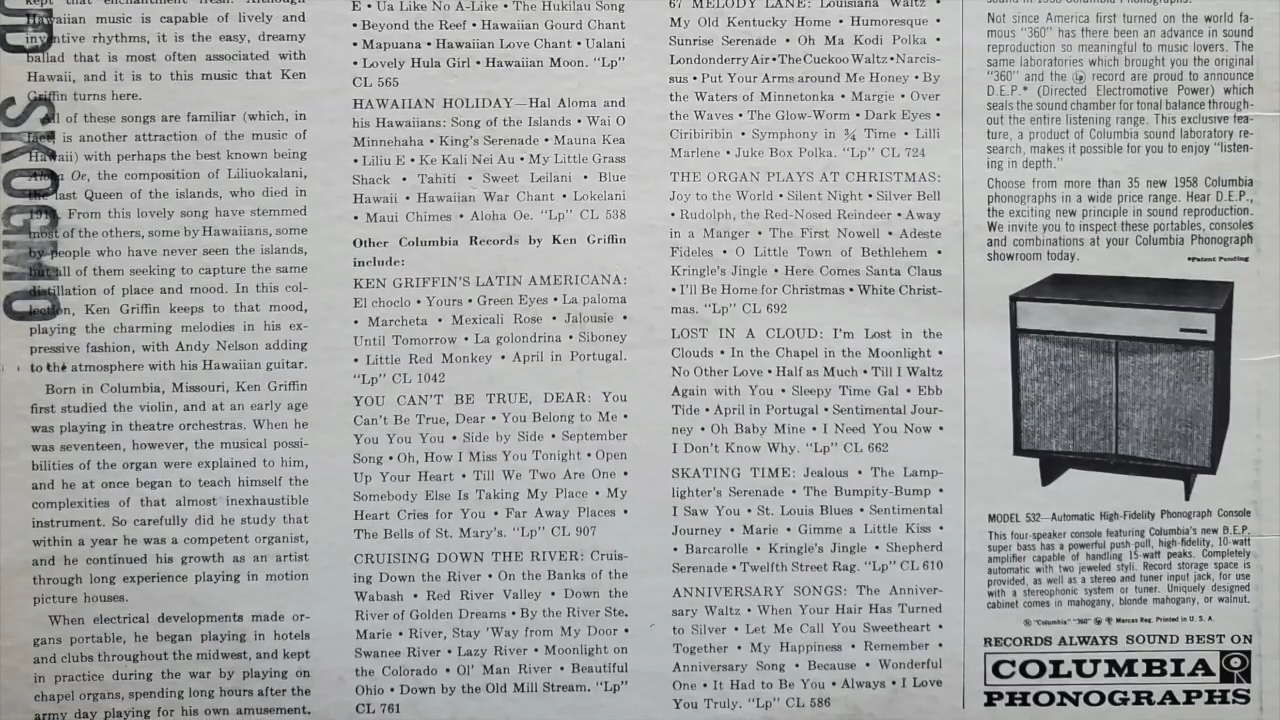 kept that enchantment fresh. Although
Hawaiian music is capable of lively and
inventive rhythms, it is the easy, dreamy
ballad that is most often associated with
Hawaii, and it is to this music that Ken
Griffin turns here.
All of these songs are familiar (which, in
fact, is another attraction of the music of
Hawaii) with perhaps the best known being
Aloha Oe, the composition of Liliuokalani,
the last Queen of the islands, who died in
1917. From this lovely song have stemmed
most of the others, some by Hawaiians, some
by people who have never seen the islands,
but all of them seeking to capture the same
distillation of place and mood. In this col-
lection, Ken Griffin keeps to that mood,
playing the charming melodies in his ex-
pressive fashion, with Andy Nelson adding
to the atmosphere with his Hawaiian guitar.
Born in Columbia, Missouri, Ken Griffin
first studied the violin, and at an early age
was playing in theatre orchestras. When he
was seventeen, however, the musical possi-
bilities of the organ were explained to him,
and he at once began to teach himself the
complexities of that almost inexhaustible
instrument. So carefully did he study that
within a year he was a competent organist,
and he continued his growth as an artist
through long experience playing in motion
picture houses.
When electrical developments made or-
gans portable, he began playing in hotels
and clubs throughout the midwest, and kept
in practice during the war by playing on
chapel organs, spending long hours after the
army day playing for his own amusement.
SKOGMO
E • Ua Like No A-Like • The Hukilau Song
• Beyond the Reef • Hawaiian Gourd Chant
• Mapuana • Hawaiian Love Chant • Ualani
• Lovely Hula Girl • Hawaiian Moon. "Lp"
CL 565
HAWAIIAN HOLIDAY—Hal Aloma and
his Hawaiians: Song of the Islands • Wai O
Minnehaha • King's Serenade • Mauna Kea
• Liliu E • Ke Kali Nei Au • My Little Grass
Shack • Tahiti • Sweet Leilani • Blue
Hawaii • Hawaiian War Chant • Lokelani
• Maui Chimes • Aloha Oe. "Lp" CL 538
Other Columbia Records by Ken Griffin
include:
KEN GRIFFIN'S LATIN AMERICANA:
El choclo • Yours • Green Eyes • La paloma
• Marcheta • Mexicali Rose • Jalousie •
Until Tomorrow • La golondrina • Siboney
• Little Red Monkey • April in Portugal.
"Lp" CL 1042
YOU CAN'T BE TRUE, DEAR: You
Can't Be True, Dear • You Belong to Me •
You You You • Side by Side • September
Song • Oh, How I Miss You Tonight • Open
Up Your Heart • Till We Two Are One •
Somebody Else Is Taking My Place • My
Heart Cries for You • Far Away Places •
The Bells of St. Mary's. "Lp" CL 907
CRUISING DOWN THE RIVER: Cruis-
ing Down the River • On the Banks of the
Wabash • Red River Valley • Down the
River of Golden Dreams • By the River Ste.
Marie • River, Stay 'Way from My Door •
Swanee River • Lazy River • Moonlight on
the Colorado • Ol' Man River • Beautiful
Ohio • Down by the Old Mill Stream. "Lp"
CL 761
67 MELODY LANE: Louisiana Waltz •
My Old Kentucky Home • Humoresque •
Sunrise Serenade • Oh Ma Kodi Polka •
Londonderry Air • The Cuckoo Waltz • Narcis-
sus • Put Your Arms around Me Honey • By
the Waters of Minnetonka • Margie • Over
the Waves • The Glow-Worm • Dark Eyes •
Ciribiribin • Symphony in ¾ Time • Lilli
Marlene • Juke Box Polka. "Lp" CL 724
THE ORGAN PLAYS AT CHRISTMAS:
Joy to the World • Silent Night • Silver Bell
• Rudolph, the Red-Nosed Reindeer • Away
in a Manger • The First Nowell • Adeste
Fideles • O Little Town of Bethlehem •
Kringle's Jingle • Here Comes Santa Claus
• I'll Be Home for Christmas • White Christ-
mas. "Lp" CL 692
LOST IN A CLOUD: I'm Lost in the
Clouds • In the Chapel in the Moonlight •
No Other Love • Half as Much • Till I Waltz
Again with You • Sleepy Time Gal • Ebb
Tide • April in Portugal • Sentimental Jour-
ney • Oh Baby Mine • I Need You Now •
I Don't Know Why. "Lp" CL 662
SKATING TIME: Jealous • The Lamp-
lighter's Serenade • The Bumpity-Bump •
I Saw You • St. Louis Blues • Sentimental
Journey • Marie • Gimme a Little Kiss •
• Barcarolle • Kringle's Jingle • Shepherd
Serenade • Twelfth Street Rag. "Lp" CL 610
ANNIVERSARY SONGS: The Anniver-
sary Waltz • When Your Hair Has Turned
to Silver • Let Me Call You Sweetheart •
Together • My Happiness • Remember •
Anniversary Song • Because • Wonderful
One • It Had to Be You • Always • I Love
You Truly. "Lp" CL 586
sound in 1958 Columbia Phonographs.
Not since America first turned on the world fa-
mous "360" has there been an advance in sound
reproduction so meaningful to music lovers. The
same laboratories which brought you the original
"360" and the Lp record are proud to announce
D.E.P.* (Directed Electromotive Power) which
seals the sound chamber for tonal balance through-
out the entire listening range. This exclusive fea-
ture, a product of Columbia sound laboratory re-
search, makes it possible for you to enjoy "listen-
ing in depth."
Choose from more than 35 new 1958 Columbia
phonographs in a wide price range. Hear D.E.P.,
the exciting new principle in sound reproduction.
We invite you to inspect these portables, consoles
and combinations at your Columbia Phonograph
showroom today.
*Patent Pending
MODEL 532—Automatic High-Fidelity Phonograph Console
This four-speaker console featuring Columbia's new D.E.P.
super bass has a powerful push-pull, high-fidelity, 10-watt
amplifier capable of handling 15-watt peaks. Completely
automatic with two jeweled styli. Record storage space is
provided, as well as a stereo and tuner input jack, for use
with a stereophonic system or tuner. Uniquely designed
cabinet comes in mahogany, blonde mahogany, or walnut.
® "Columbia" "360" Marcas Reg. Printed in U. S. A.
RECORDS ALWAYS SOUND BEST ON
COLUMBIA
PHONOGRAPHS